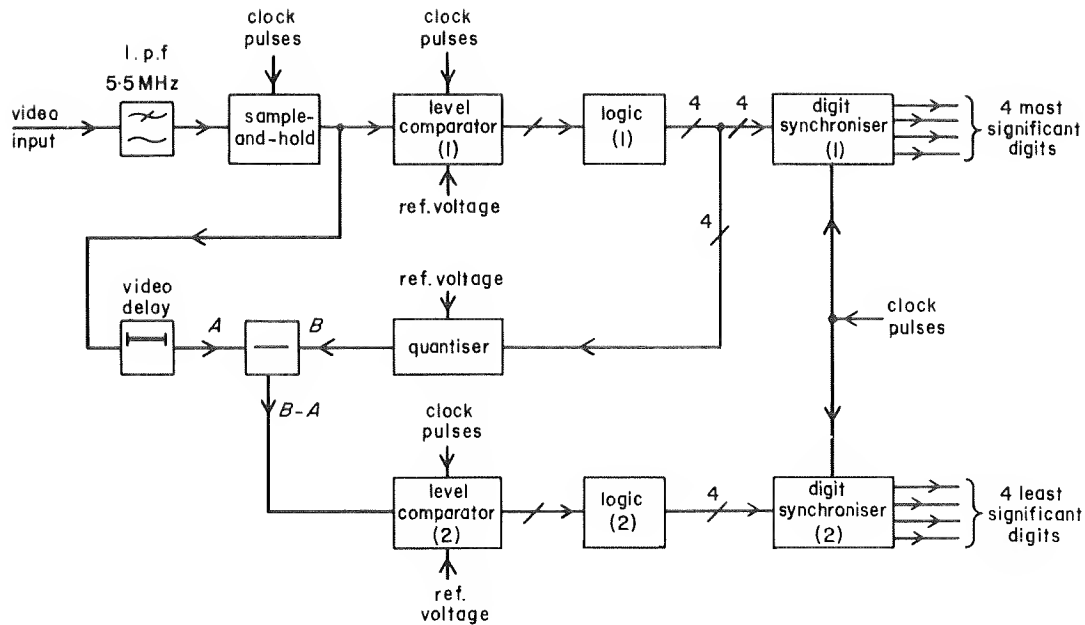 clock
pulses
clock
pulses
l.p.f
5·5 MHz
video
input
sample-
and-hold
level
comparator
(1)
logic
(1)
4
4
digit
synchroniser
(1)
4 most
significant
digits
ref. voltage
4
video
delay
ref. voltage
A
B
quantiser
clock
pulses
B-A
clock
pulses
level
comparator
(2)
logic
(2)
4
digit
synchroniser
(2)
4 least
significant
digits
ref.
voltage